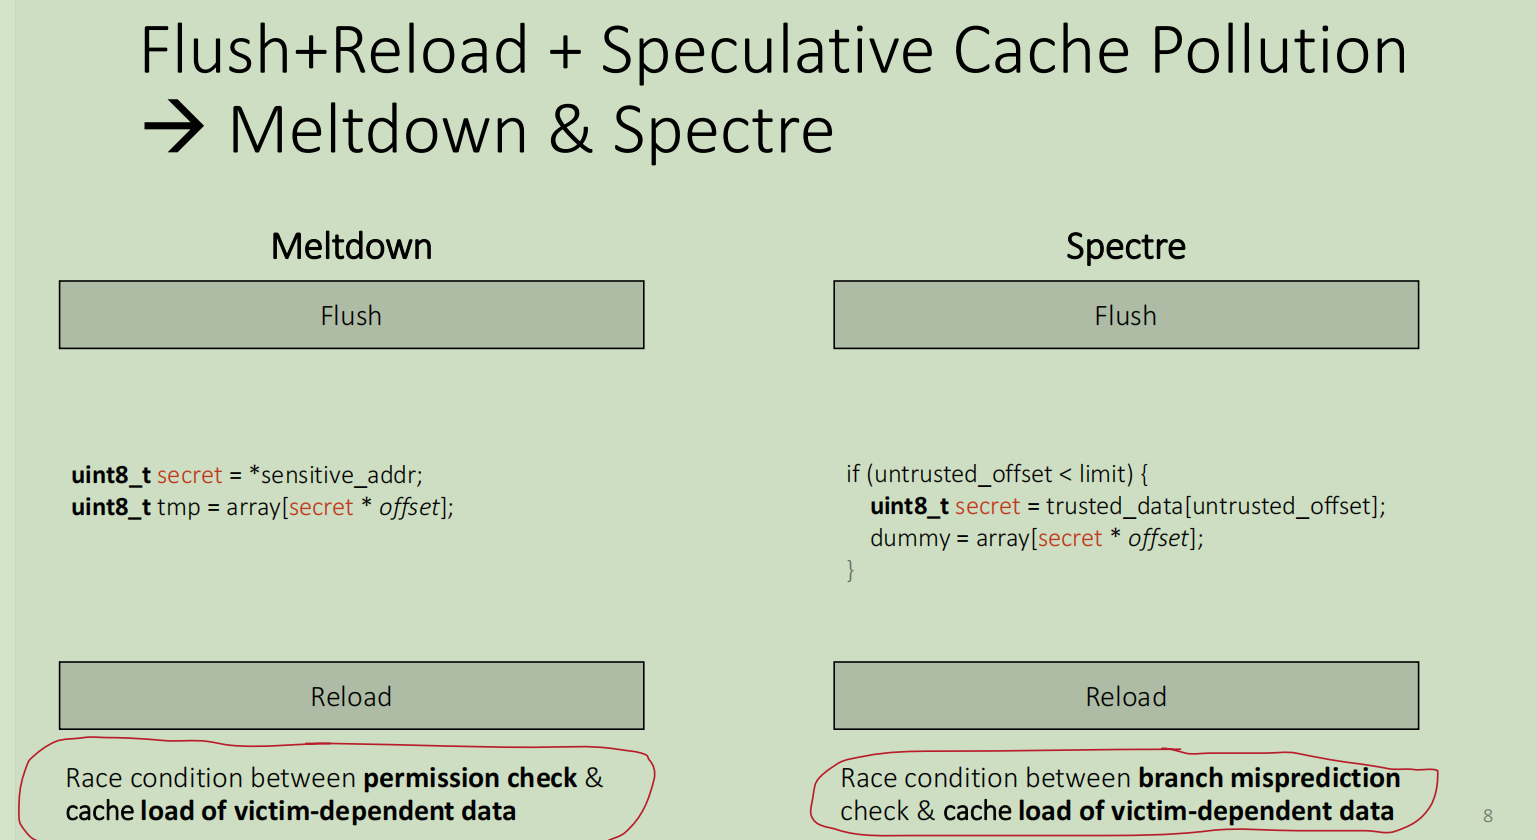 Flush+Reload + Speculative Cache Pollution
→ Meltdown & Spectre
Meltdown
Flush
uint8_t secret = *sensitive_addr;
uint8_t tmp = array[secret * offset];
Reload
Race condition between permission check &
cache load of victim-dependent data
Spectre
Flush
if (untrusted_offset < limit) {
uint8_t secret = trusted_data[untrusted_offset];
dummy = array[secret * offset];
}
Reload
Race condition between branch misprediction
check & cache load of victim-dependent data
8